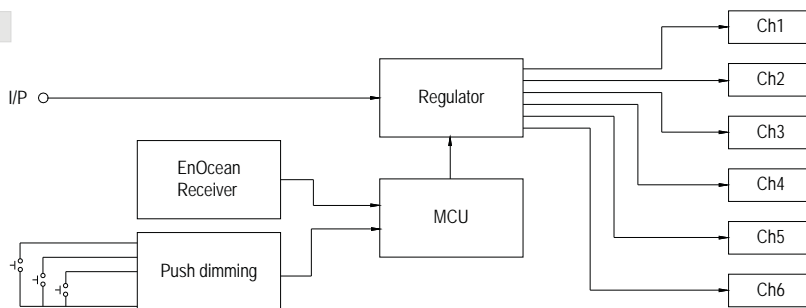 I/P
Regulator
Ch1
Ch2
Ch3
Ch4
Ch5
Ch6
EnOcean
Receiver
MCU
Push dimming